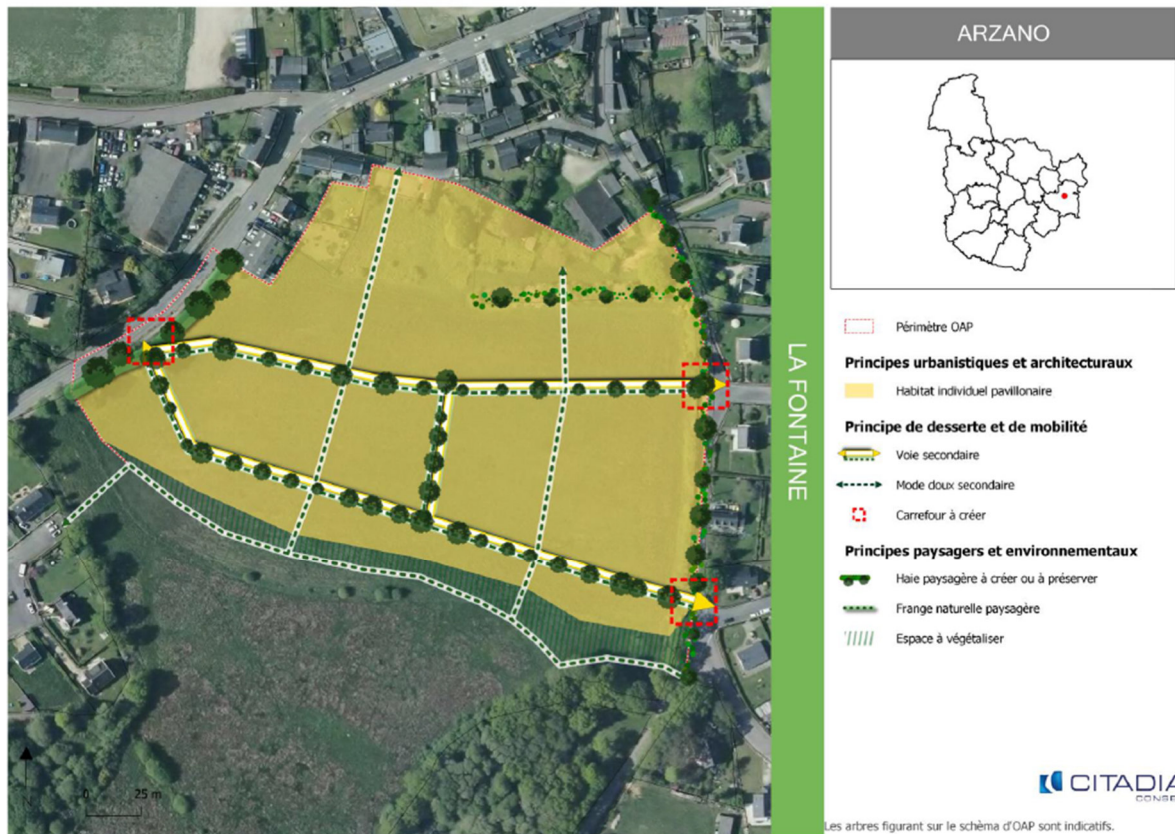 ARZANO
LA FONTAINE
Périmètre OAP
Principes urbanistiques et architecturaux
Habitat individuel pavillonaire
Principe de desserte et de mobilité
Voie secondaire
Mode doux secondaire
Carrefour à créer
Principes paysagers et environnementaux
Haie paysagère à créer ou à préserver
Frange naturelle paysagère
Espace à végétaliser
0 25 m
CITADIA
CONSE
Les arbres figurant sur le schèma d'OAP sont indicatifs.